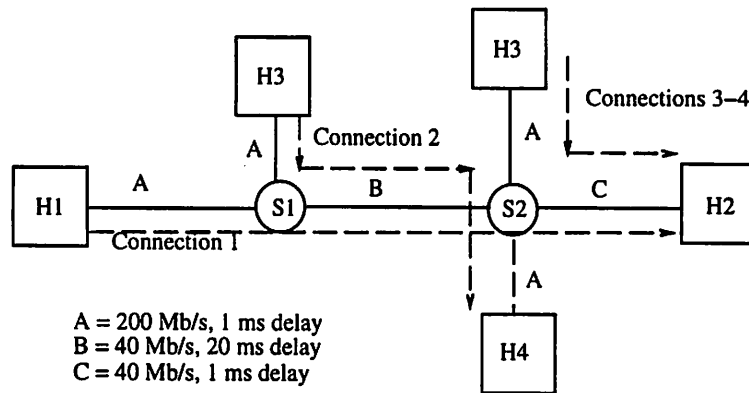 H3
H3
Connections 3–4
A
Connection 2
A
A
B
C
H1
S1
S2
H2
Connection 1
A
H4
A = 200 Mb/s, 1 ms delay
B = 40 Mb/s, 20 ms delay
C = 40 Mb/s, 1 ms delay